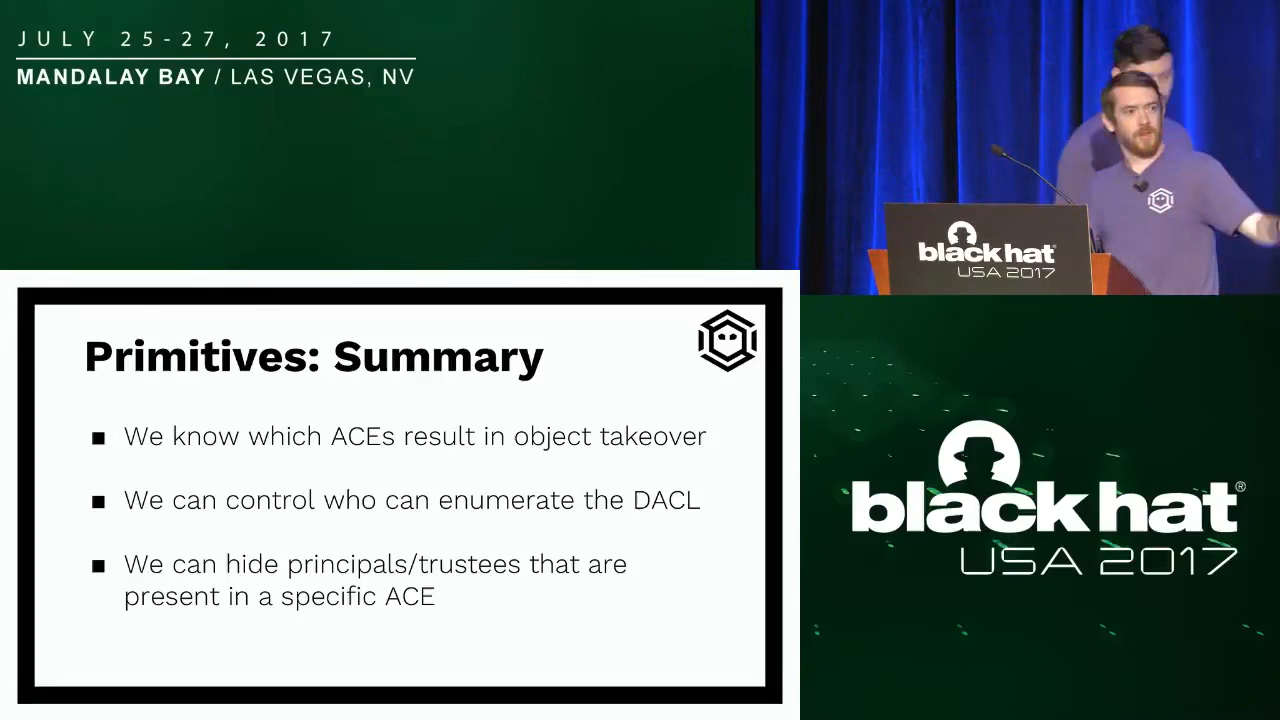 JULY 25-27, 2017
MANDALAY BAY / LAS VEGAS, NV
black hat
USA 2017
Primitives: Summary
■ We know which ACEs result in object takeover
■ We can control who can enumerate the DACL
■ We can hide principals/trustees that are
present in a specific ACE
black hat®
USA 2017